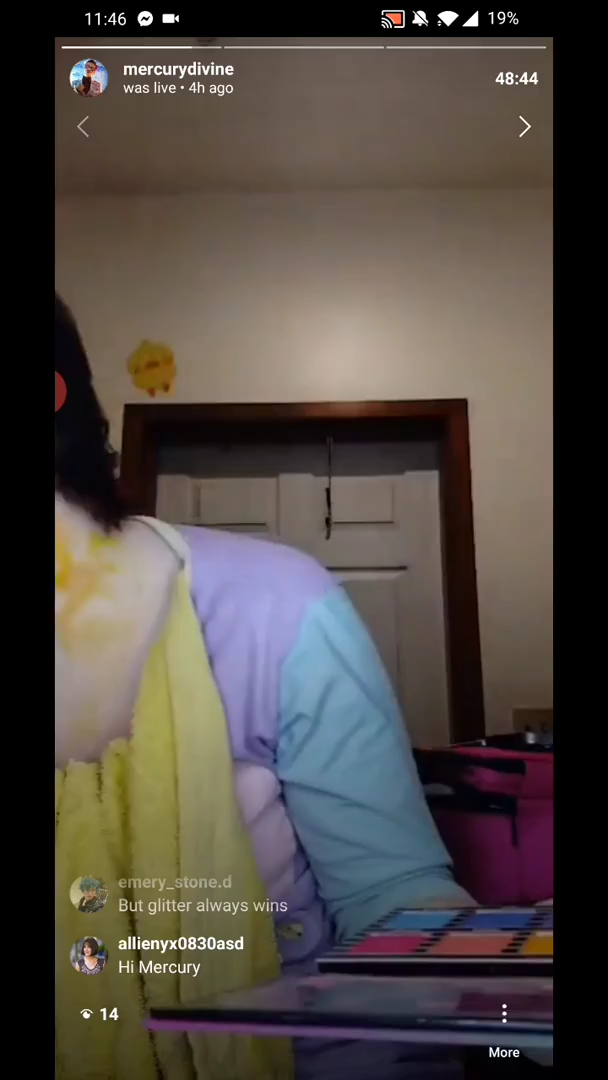 11:46
19%
mercurydivine
was live • 4h ago
48:44
emery_stone.d
But glitter always wins
allienyx0830asd
Hi Mercury
14
More